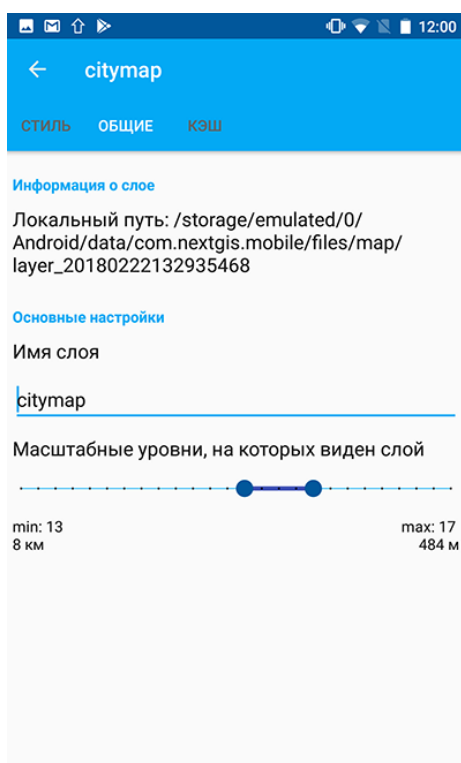 12:00
citymap
СТИЛЬ ОБЩИЕ КЭШ
Информация о слое
Локальный путь: /storage/emulated/0/
Android/data/com.nextgis.mobile/files/map/
layer_20180222132935468
Основные настройки
Имя слоя
citymap
Масштабные уровни, на которых виден слой
min: 13 max: 17
8 км 484 м